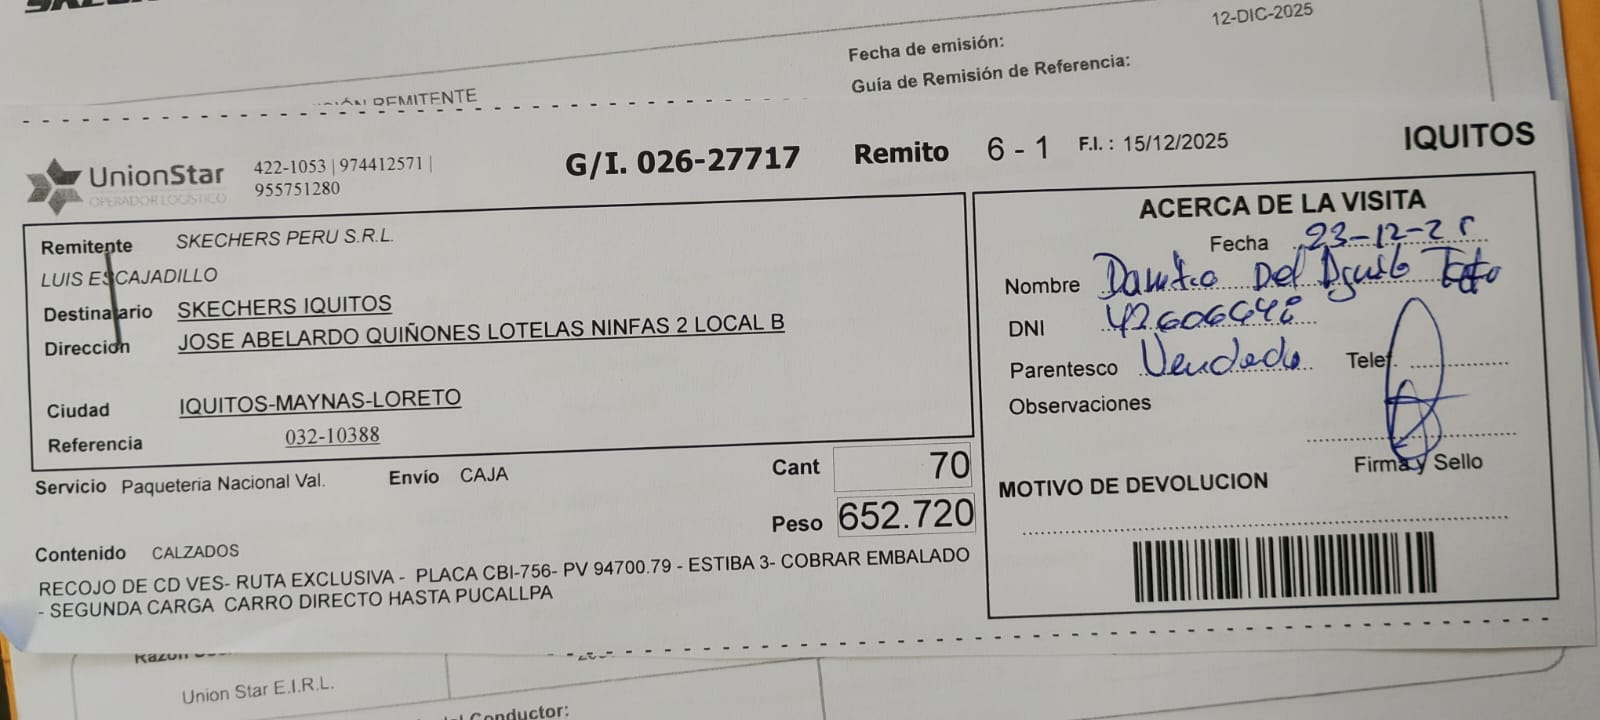 12-DIC-2025
Fecha de emisión:
Guía de Remisión de Referencia:
REMITENTE
UnionStar
OPERADOR LOGÍSTICO
422-1053 | 974412571 |
955751280
G/I. 026-27717 Remito 6 - 1 F.I. : 15/12/2025 IQUITOS
Remitente SKECHERS PERU S.R.L.
LUIS ESCAJADILLO
Destinatario SKECHERS IQUITOS
Dirección JOSE ABELARDO QUIÑONES LOTELAS NINFAS 2 LOCAL B
Ciudad IQUITOS-MAYNAS-LORETO
Referencia 032-10388
Servicio Paqueteria Nacional Val. Envío CAJA
Cant 70
Peso 652.720
Contenido CALZADOS
RECOJO DE CD VES- RUTA EXCLUSIVA - PLACA CBI-756- PV 94700.79 - ESTIBA 3- COBRAR EMBALADO
- SEGUNDA CARGA CARRO DIRECTO HASTA PUCALLPA
ACERCA DE LA VISITA
Fecha 23-12-25
Nombre Del
DNI
Parentesco Telef
Observaciones
Firma y Sello
MOTIVO DE DEVOLUCION
Union Star E.I.R.L.
Conductor: